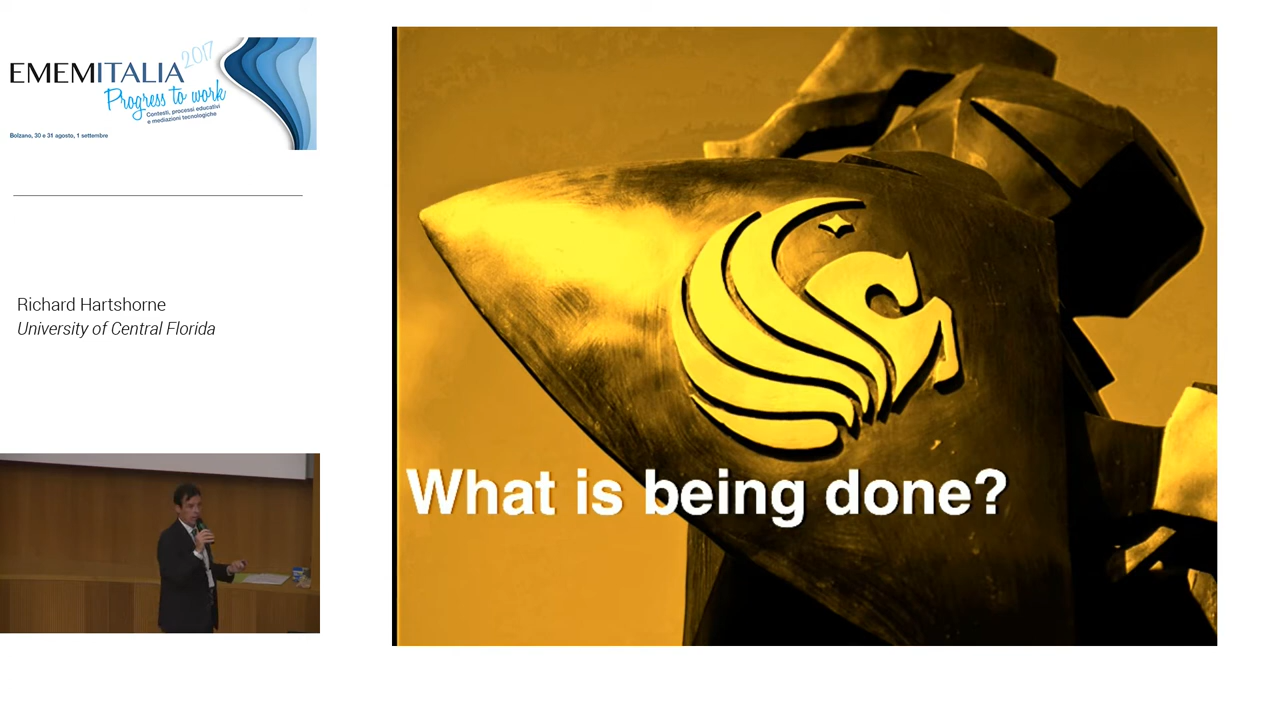 2017
EMEMITALIA
Progress to work
Contesti, processi educativi
e mediazioni tecnologiche
Bolzano, 30 e 31 agosto, 1 settembre
Richard Hartshorne
University of Central Florida
What is being done?